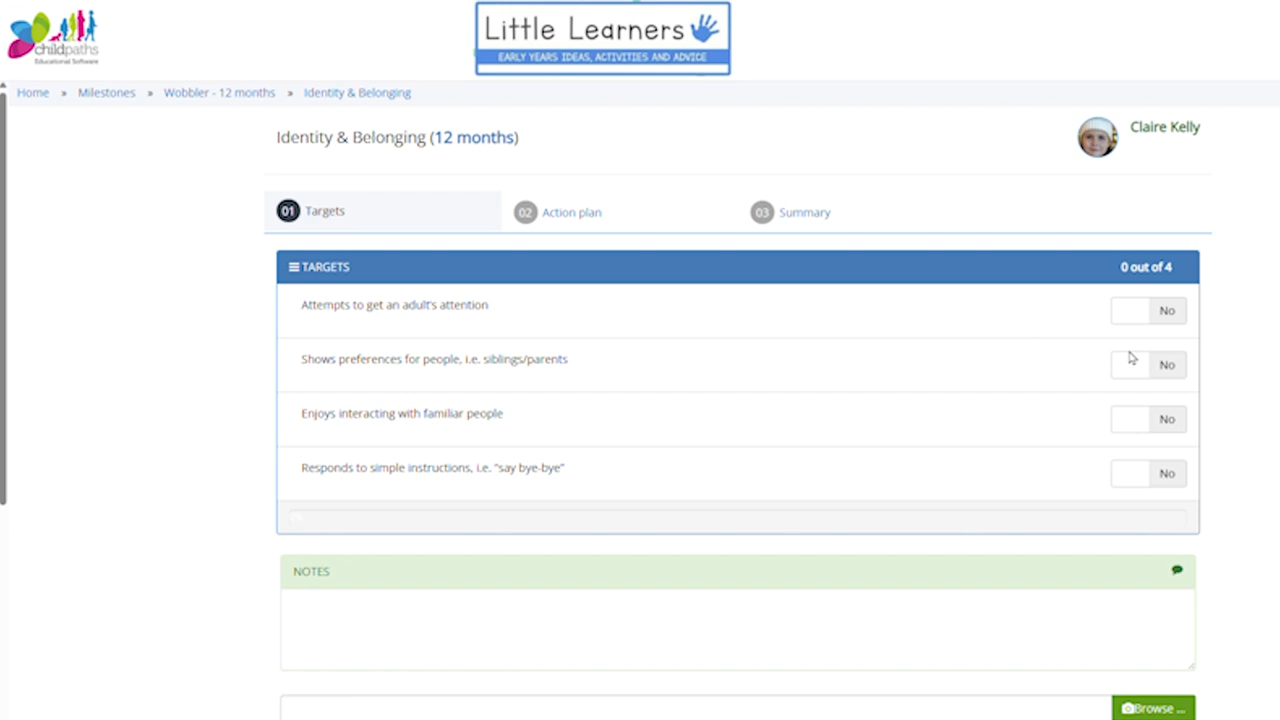 childpaths
Educational Software
Little Learners
EARLY YEARS IDEAS, ACTIVITIES AND ADVICE
Home » Milestones » Wobbler - 12 months » Identity & Belonging
Identity & Belonging (12 months)
Claire Kelly
01 Targets
02 Action plan
03 Summary
TARGETS 0 out of 4
Attempts to get an adult's attention No
Shows preferences for people, i.e. siblings/parents No
Enjoys interacting with familiar people No
Responds to simple instructions, i.e. "say bye-bye" No
NOTES
Browse ...